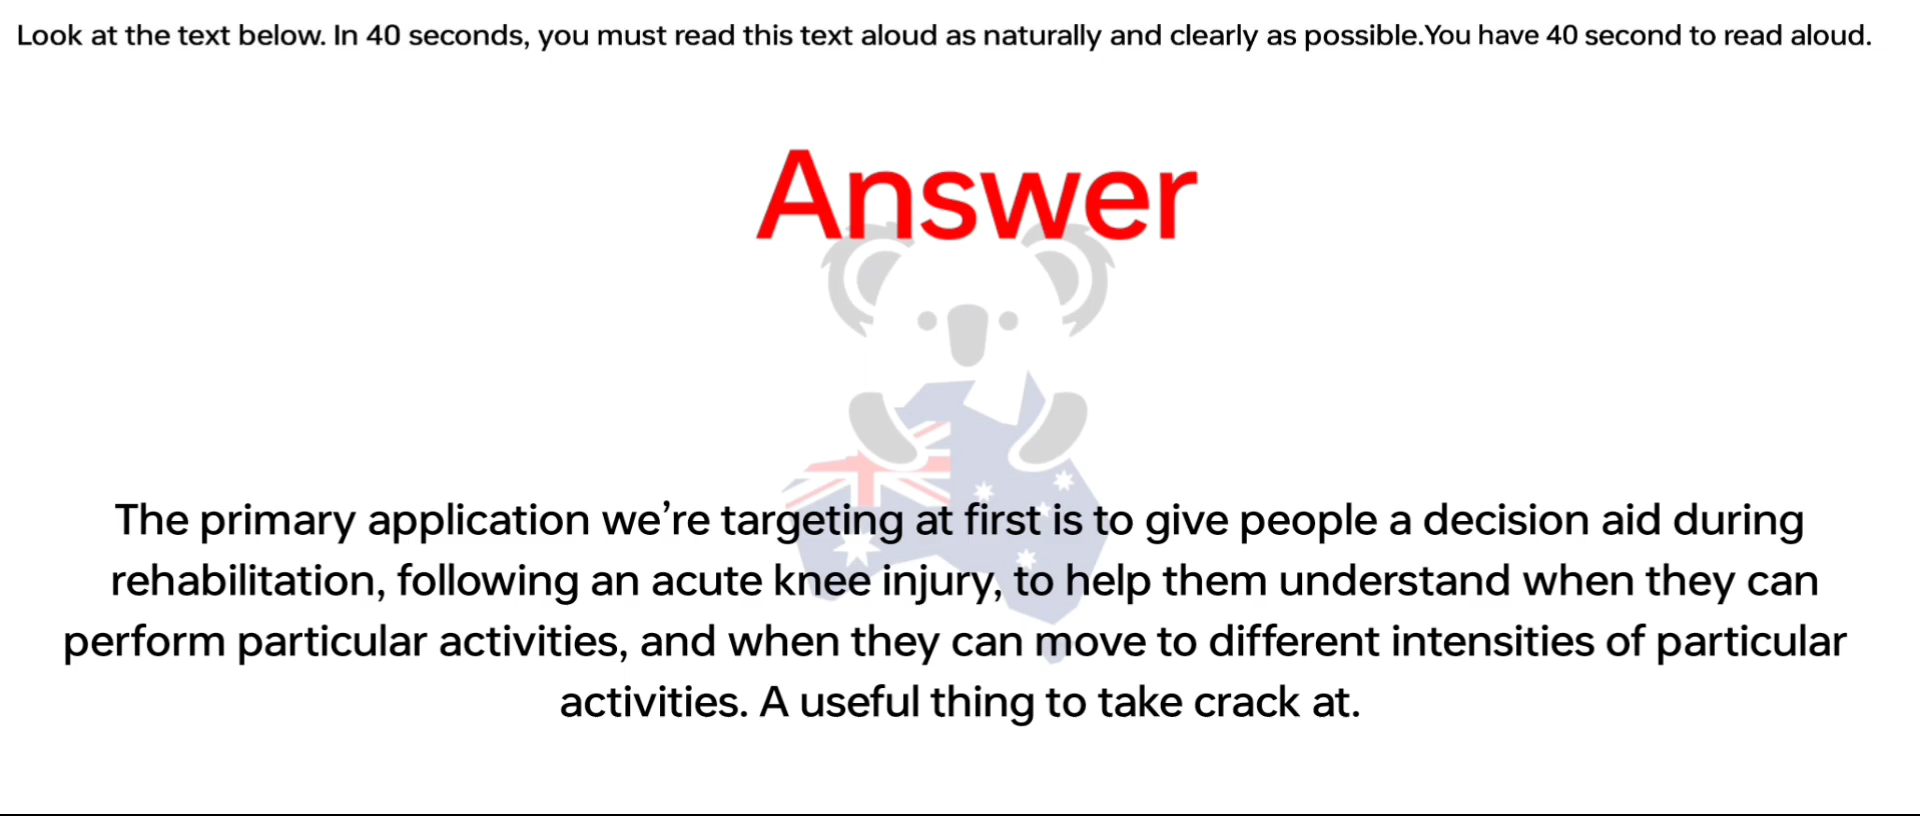 Look at the text below. In 40 seconds, you must read this text aloud as naturally and clearly as possible.You have 40 second to read aloud.
Answer
The primary application we’re targeting at first is to give people a decision aid during
rehabilitation, following an acute knee injury, to help them understand when they can
perform particular activities, and when they can move to different intensities of particular
activities. A useful thing to take crack at.